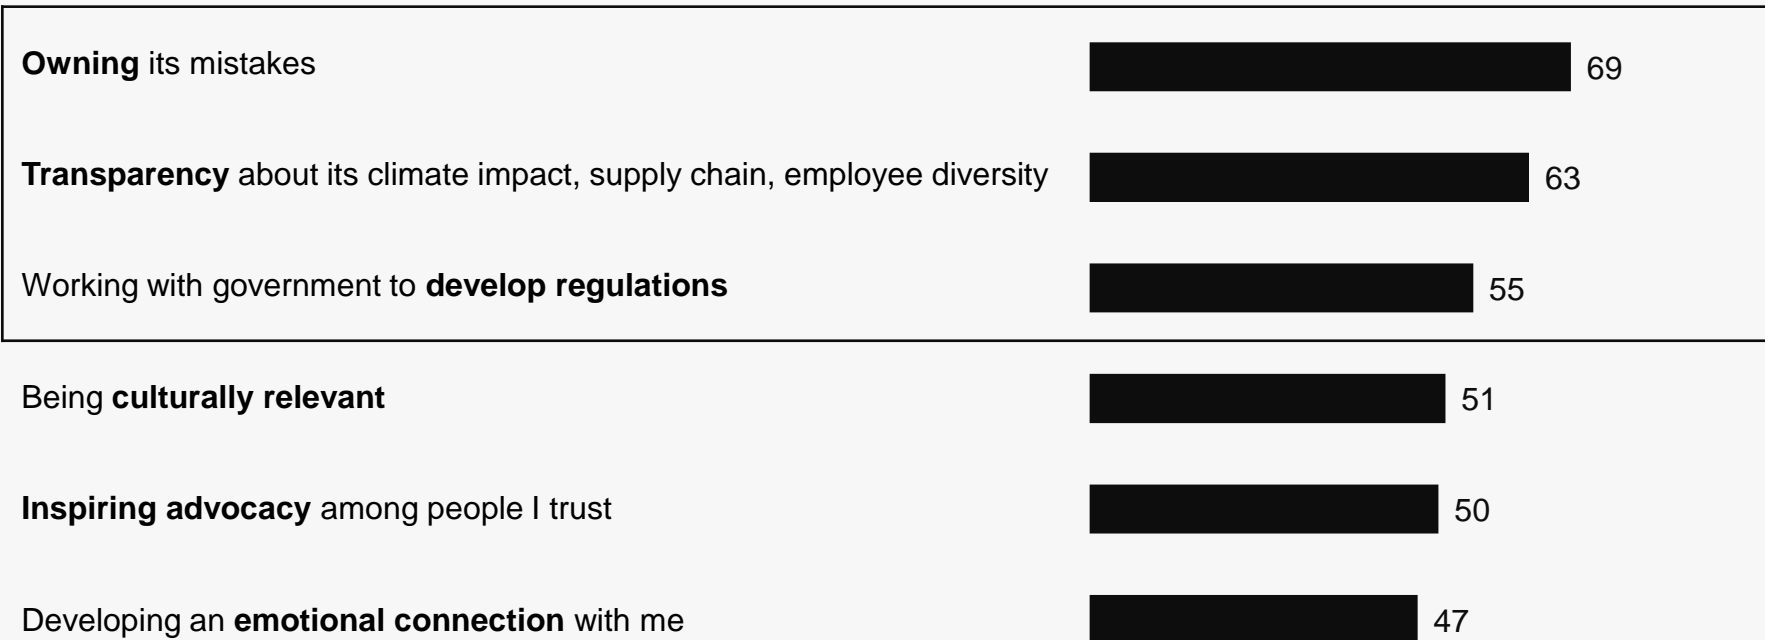 Owning its mistakes 69
Transparency about its climate impact, supply chain, employee diversity 63
Working with government to develop regulations 55
Being culturally relevant 51
Inspiring advocacy among people I trust 50
Developing an emotional connection with me 47